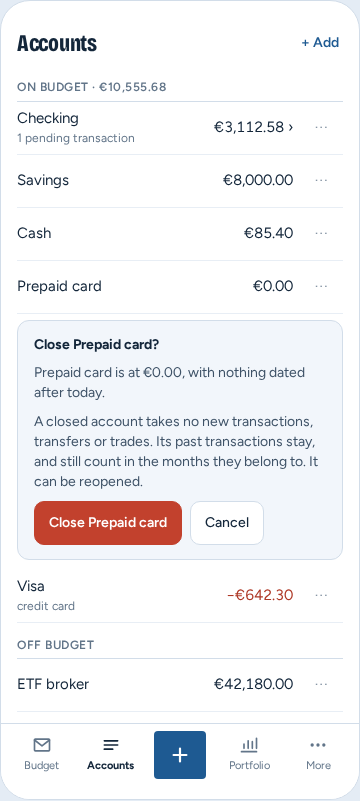 Accounts
+ Add
ON BUDGET · €10,555.68
Checking
€3,112.58 › ···
1 pending transaction
Savings €8,000.00 ···
Cash €85.40 ···
Prepaid card €0.00 ···
Close Prepaid card?
Prepaid card is at €0.00, with nothing dated
after today.
A closed account takes no new transactions,
transfers or trades. Its past transactions stay,
and still count in the months they belong to. It
can be reopened.
Close Prepaid card Cancel
Visa
−€642.30 ···
credit card
OFF BUDGET
ETF broker €42,180.00 ···
+
Budget Accounts Portfolio More